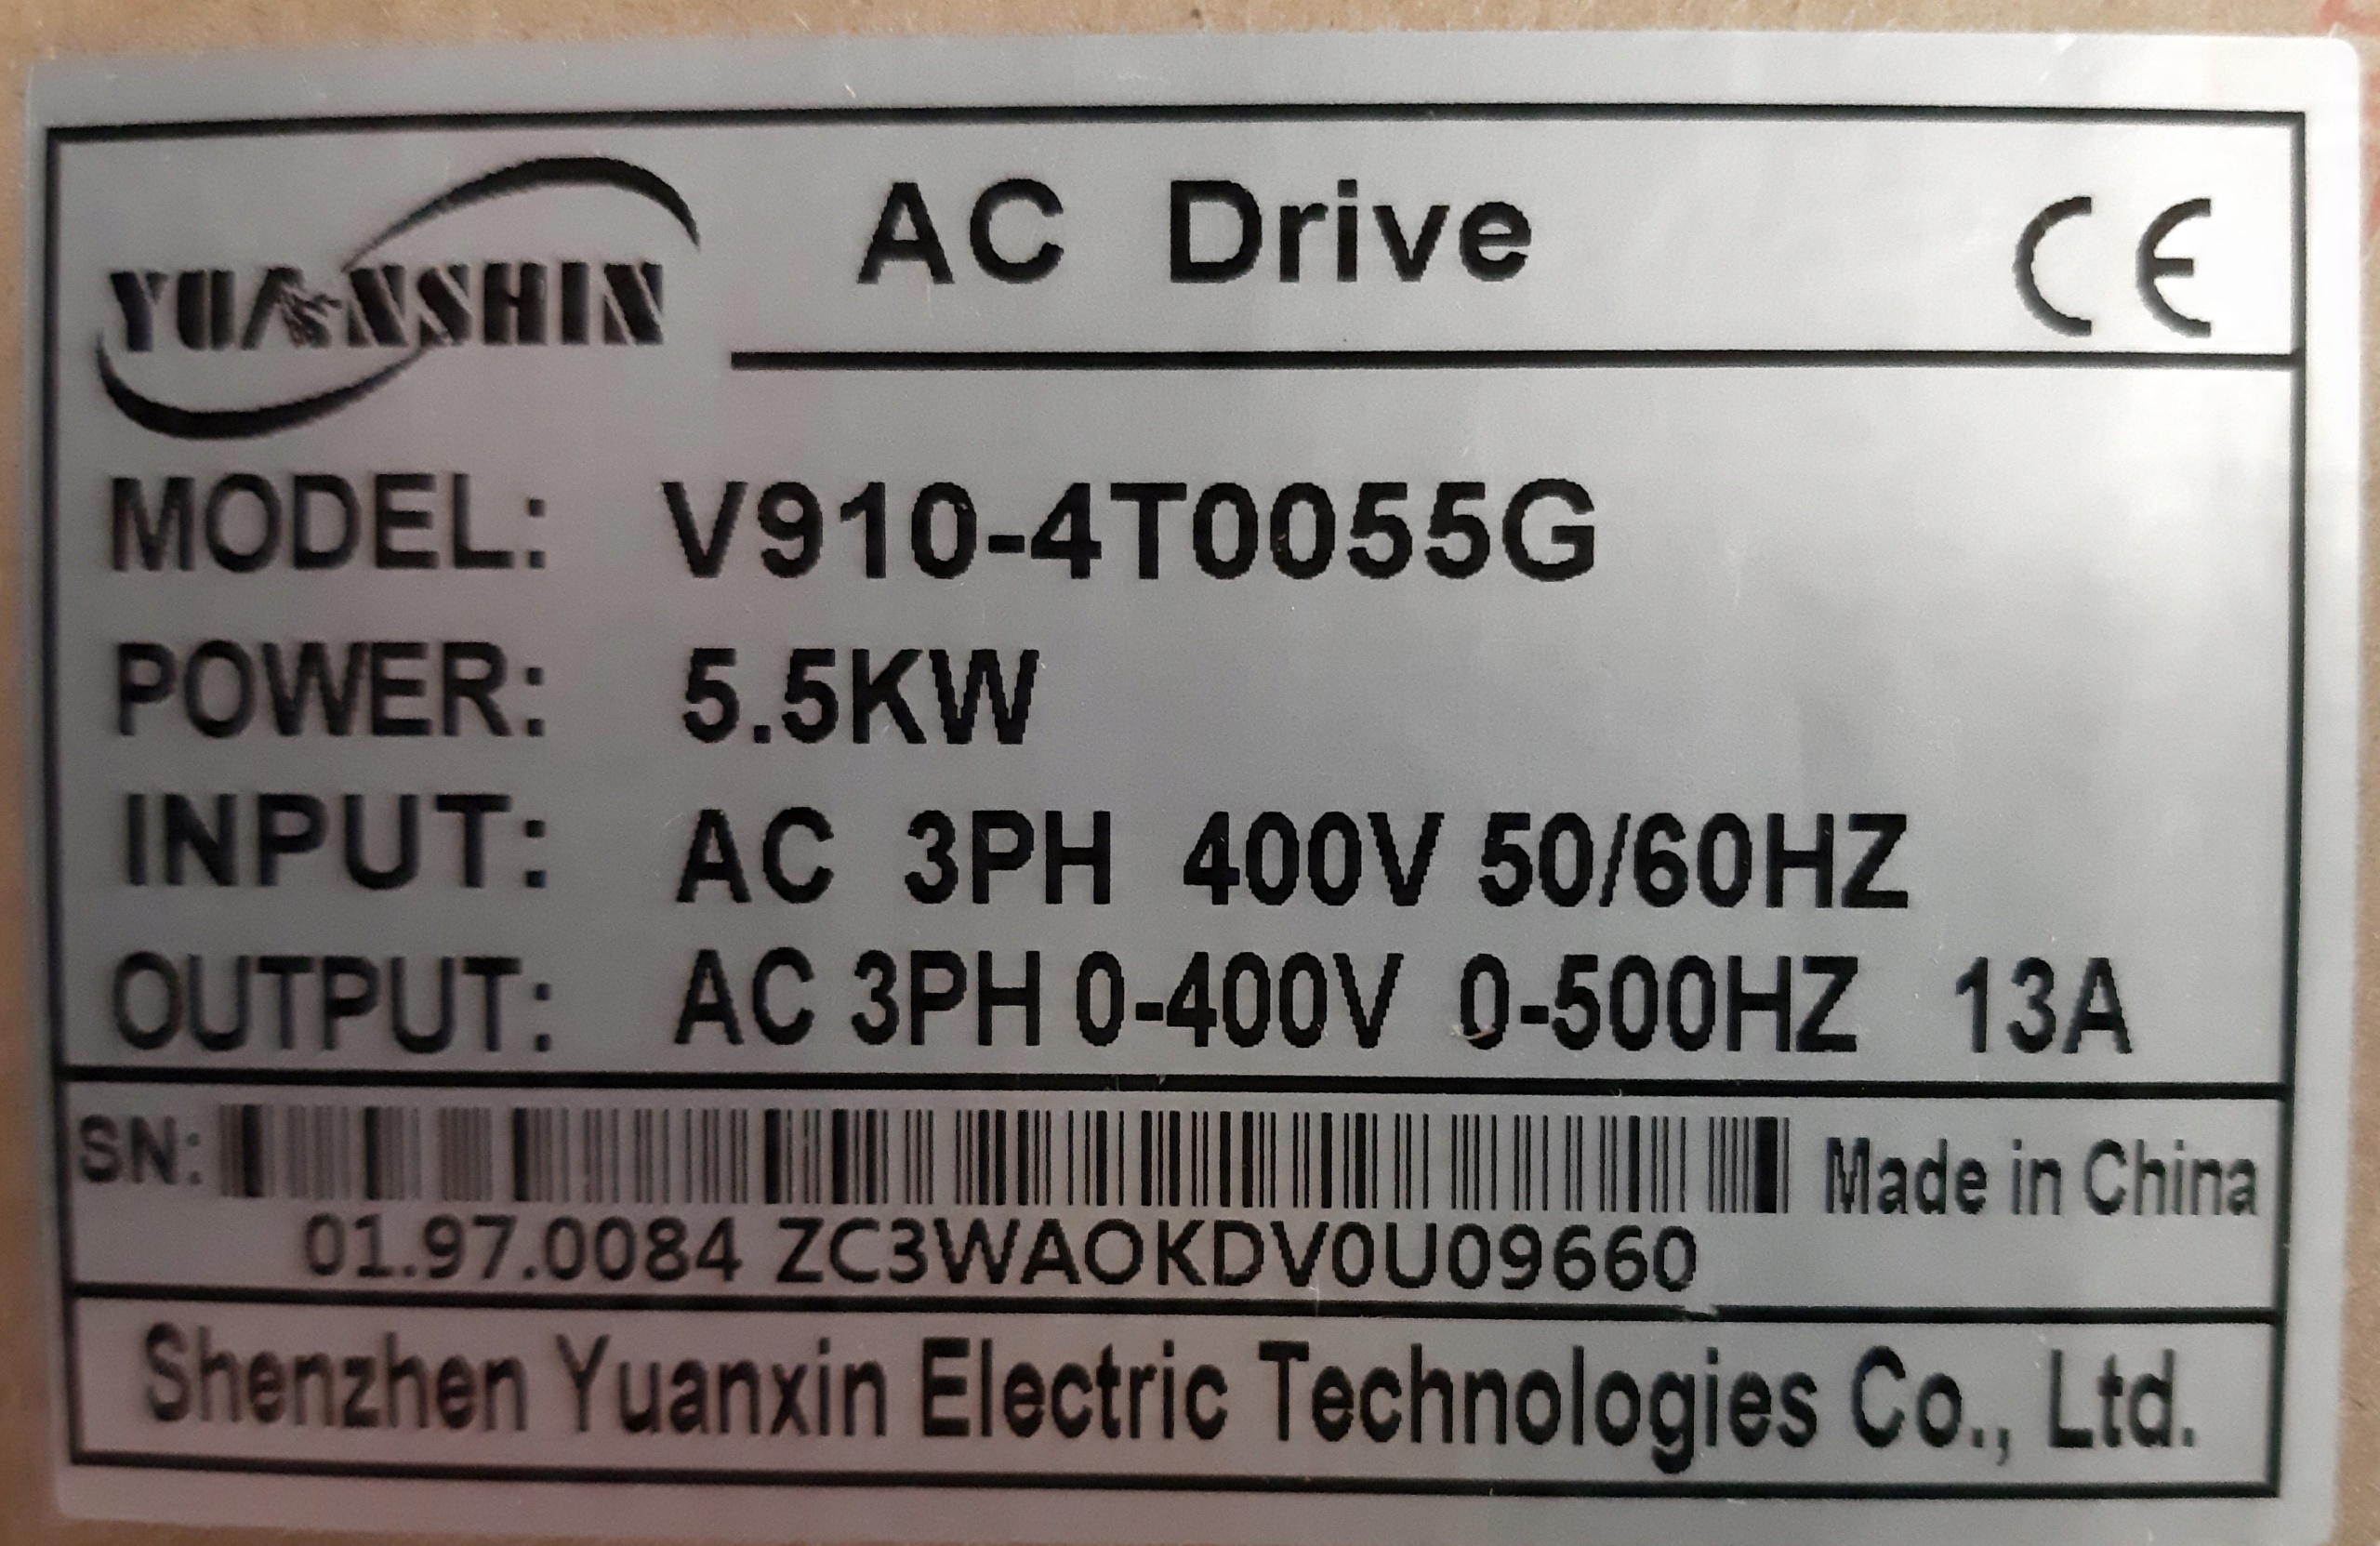 YUANSHIN
AC Drive
CE
MODEL: V910-4T0055G
POWER: 5.5KW
INPUT: AC 3PH 400V 50/60HZ
OUTPUT: AC 3PH 0-400V 0-500HZ 13A
SN: Made in China
01.97.0084 ZC3WAOKDV0U09660
Shenzhen Yuanxin Electric Technologies Co., Ltd.